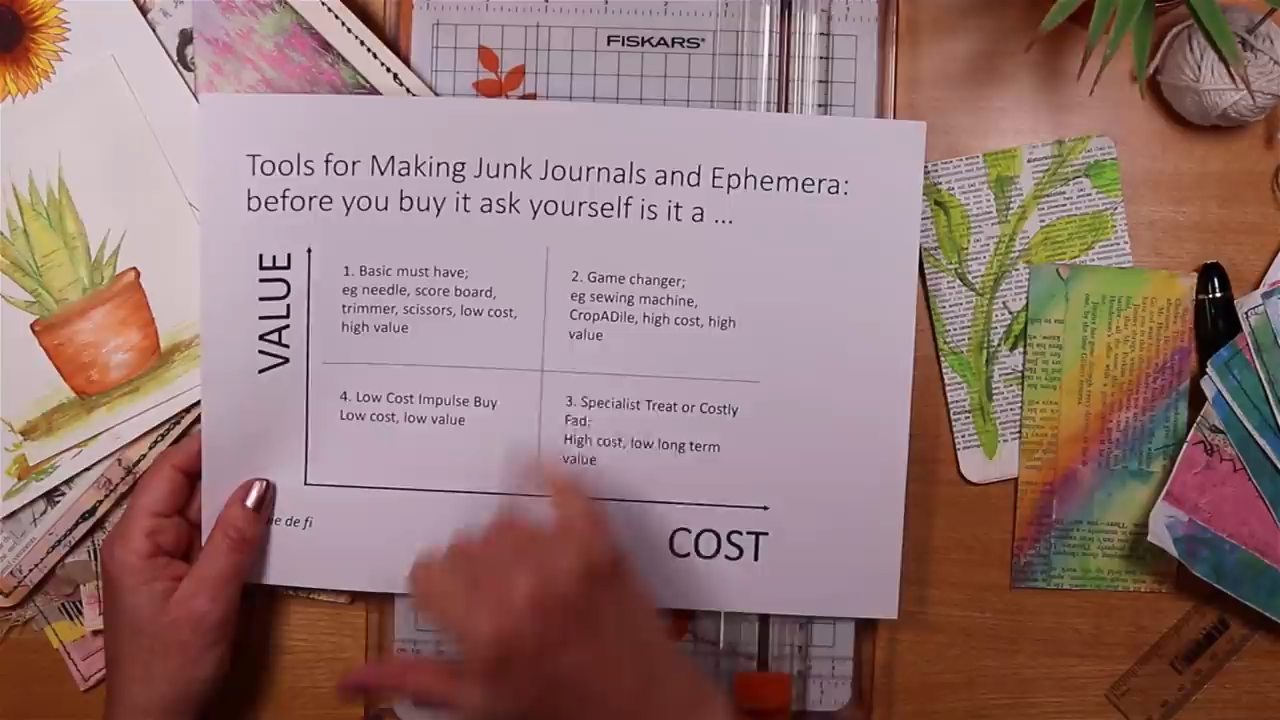 FISKARS®
Tools for Making Junk Journals and Ephemera:
before you buy it ask yourself is it a ...
VALUE
1. Basic must have;
eg needle, score board,
trimmer, scissors, low cost,
high value
2. Game changer;
eg sewing machine,
CropADile, high cost, high
value
4. Low Cost Impulse Buy
Low cost, low value
3. Specialist Treat or Costly
Fad;
High cost, low long term
value
de fi
COST